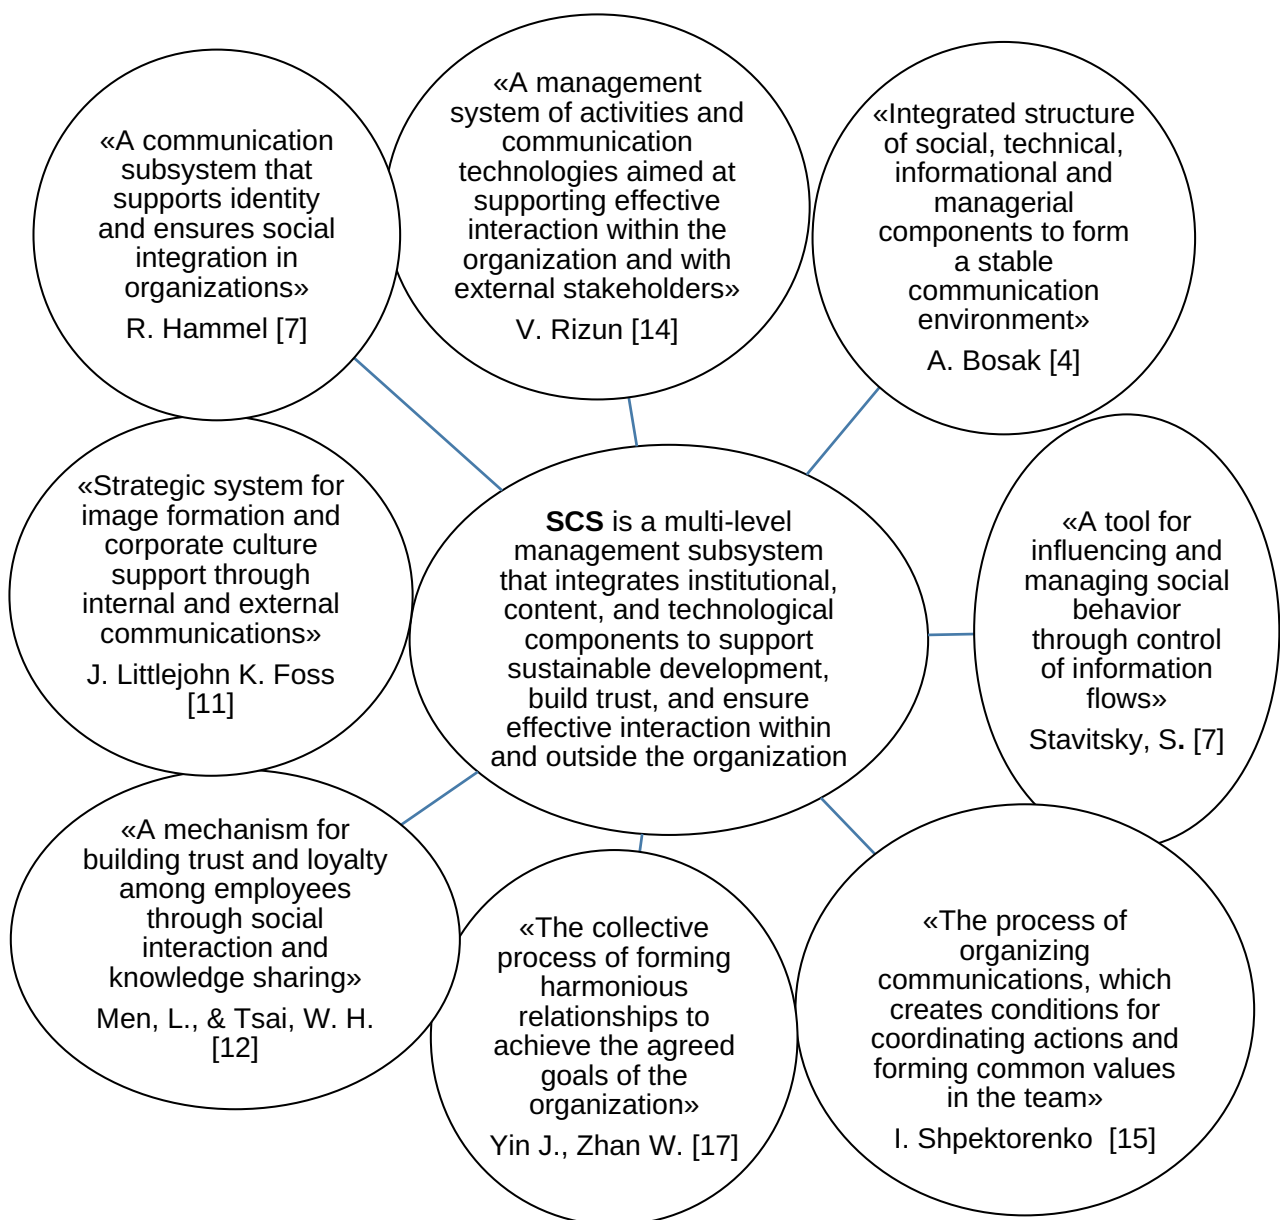 «A communication
subsystem that
supports identity
and ensures social
integration in
organizations»
R. Hammel [7]
«A management
system of activities and
communication
technologies aimed at
supporting effective
interaction within the
organization and with
external stakeholders»
V. Rizun [14]
«Integrated structure
of social, technical,
informational and
managerial
components to form
a stable
communication
environment»
A. Bosak [4]
«Strategic system for
image formation and
corporate culture
support through
internal and external
communications»
J. Littlejohn K. Foss
[11]
SCS is a multi-level
management subsystem
that integrates institutional,
content, and technological
components to support
sustainable development,
build trust, and ensure
effective interaction within
and outside the organization
«A tool for
influencing and
managing social
behavior
through control
of information
flows»
Stavitsky, S. [7]
«A mechanism for
building trust and loyalty
among employees
through social
interaction and
knowledge sharing»
Men, L., & Tsai, W. H.
[12]
«The collective
process of forming
harmonious
relationships to
achieve the agreed
goals of the
organization»
Yin J., Zhan W. [17]
«The process of
organizing
communications, which
creates conditions for
coordinating actions and
forming common values
in the team»
I. Shpektorenko [15]